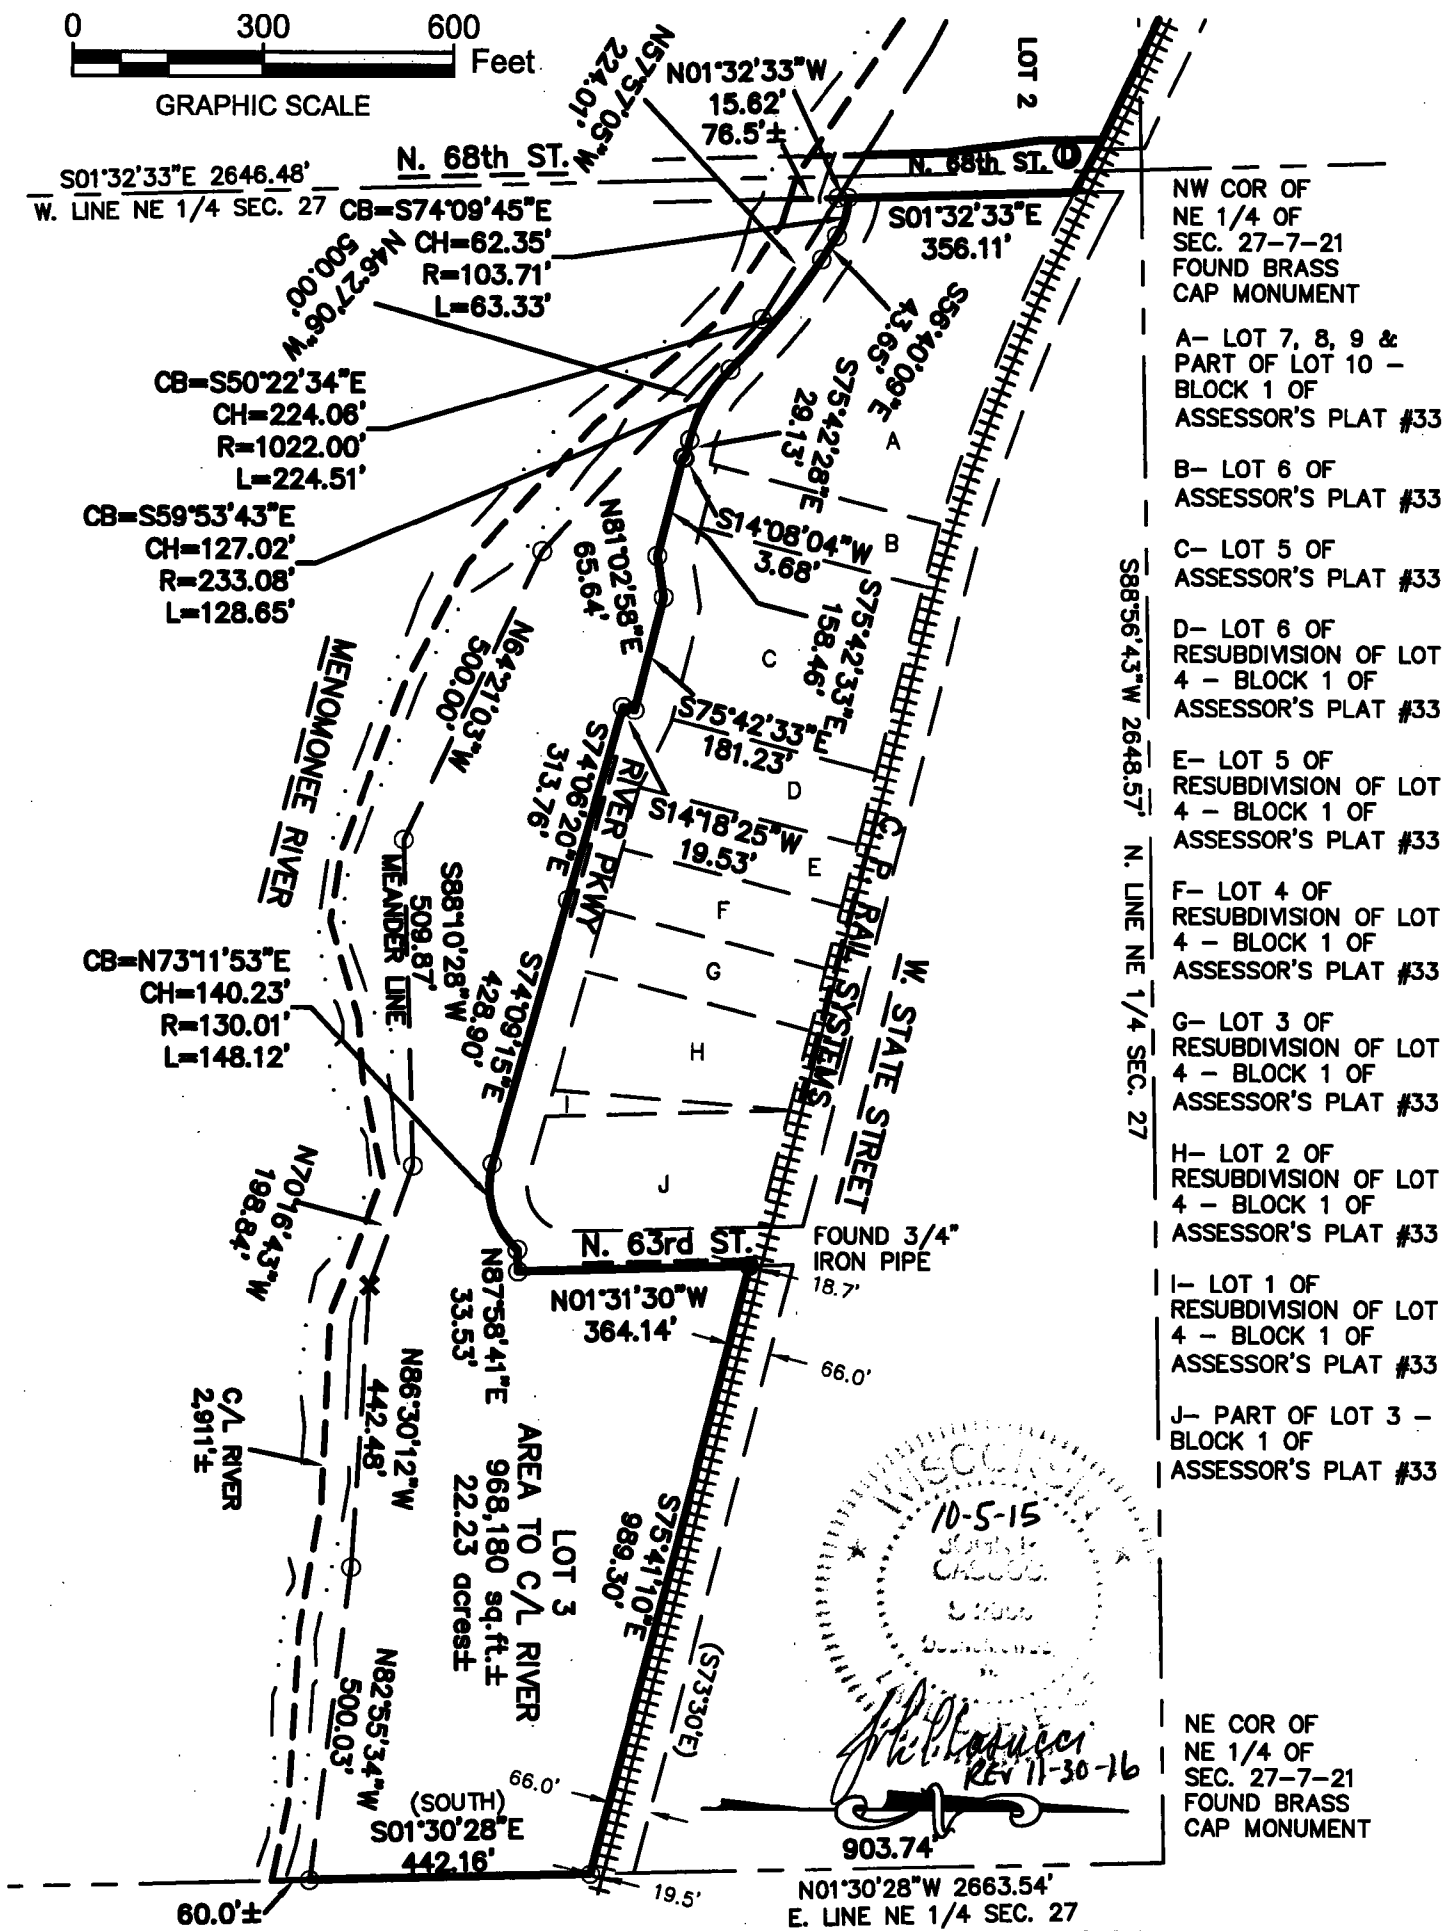 0 300 600
Feet
GRAPHIC SCALE
N57°57'05"W
224.01'
N01°32'33"W
15.62'
76.5'±
LOT 2
S01°32'33"E 2646.48'
W. LINE NE 1/4 SEC. 27
N. 68th ST.
N. 68th ST.
D
S01°32'33"E
356.11'
CB=S74°09'45"E
CH=62.35'
R=103.71'
L=63.33'
N46°27'06"W
500.00'
CB=S50°22'34"E
CH=224.06'
R=1022.00'
L=224.51'
CB=S59°53'43"E
CH=127.02'
R=233.08'
L=128.65'
S56°40'09"E
43.65'
S75°42'28"E
29.13'
S14°08'04"W
3.68'
N81°02'58"E
65.64'
S75°42'33"E
158.46'
S75°42'33"E
181.23'
S14°18'25"W
19.53'
N64°21'03"W
500.00'
MENOMONEE RIVER
S74°06'20"E
313.76'
RIVER PKWY
MEANDER LINE
S88°10'28"W
509.87'
S74°09'15"E
428.90'
CB=N73°11'53"E
CH=140.23'
R=130.01'
L=148.12'
A
B
C
D
E
F
G
H
I
J
C. P. RAIL SYSTEMS
W. STATE STREET
N70°16'43"W
198.84'
N. 63rd ST.
FOUND 3/4"
IRON PIPE
18.7'
N01°31'30"W
364.14'
N87°58'41"E
33.53'
66.0'
C/L RIVER
2,911'±
N86°30'12"W
442.48'
LOT 3
AREA TO C/L RIVER
968,180 sq.ft.±
22.23 acres±
S75°41'10"E
989.30'
(S73°30'E)
N82°55'34"W
500.03'
66.0'
(SOUTH)
S01°30'28"E
442.16'
60.0'±
19.5'
903.74'
N01°30'28"W 2663.54'
E. LINE NE 1/4 SEC. 27
S88°56'43"W 2648.57' N. LINE NE 1/4 SEC. 27
NW COR OF
NE 1/4 OF
SEC. 27-7-21
FOUND BRASS
CAP MONUMENT
A- LOT 7, 8, 9 &
PART OF LOT 10 -
BLOCK 1 OF
ASSESSOR'S PLAT #33
B- LOT 6 OF
ASSESSOR'S PLAT #33
C- LOT 5 OF
ASSESSOR'S PLAT #33
D- LOT 6 OF
RESUBDIVISION OF LOT
4 - BLOCK 1 OF
ASSESSOR'S PLAT #33
E- LOT 5 OF
RESUBDIVISION OF LOT
4 - BLOCK 1 OF
ASSESSOR'S PLAT #33
F- LOT 4 OF
RESUBDIVISION OF LOT
4 - BLOCK 1 OF
ASSESSOR'S PLAT #33
G- LOT 3 OF
RESUBDIVISION OF LOT
4 - BLOCK 1 OF
ASSESSOR'S PLAT #33
H- LOT 2 OF
RESUBDIVISION OF LOT
4 - BLOCK 1 OF
ASSESSOR'S PLAT #33
I- LOT 1 OF
RESUBDIVISION OF LOT
4 - BLOCK 1 OF
ASSESSOR'S PLAT #33
J- PART OF LOT 3 -
BLOCK 1 OF
ASSESSOR'S PLAT #33
10-5-15
REV 11-30-16
NE COR OF
NE 1/4 OF
SEC. 27-7-21
FOUND BRASS
CAP MONUMENT